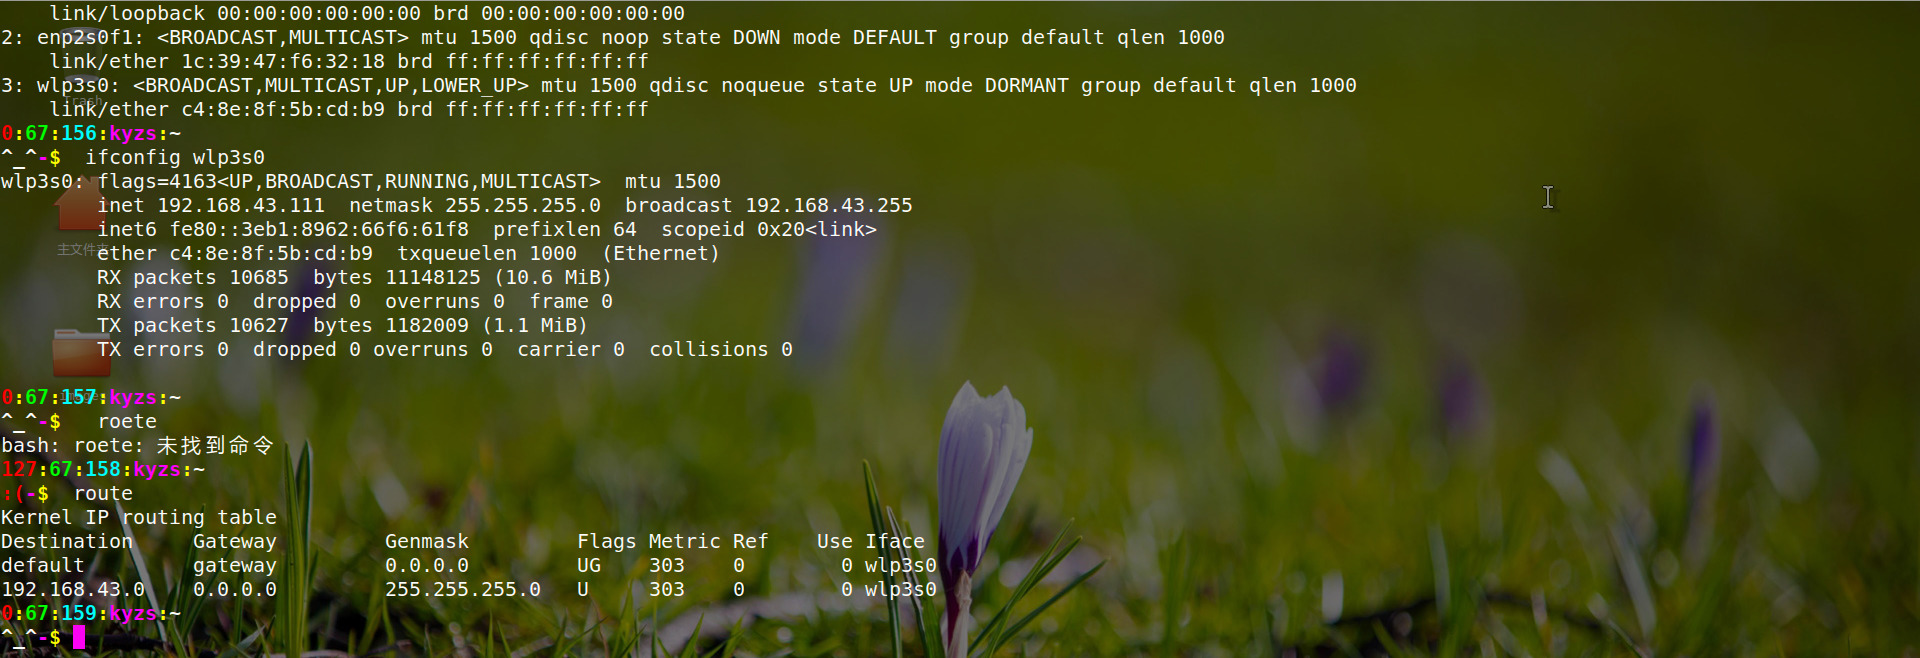 link/loopback 00:00:00:00:00:00 brd 00:00:00:00:00:00
2: enp2s0f1: <BROADCAST,MULTICAST> mtu 1500 qdisc noop state DOWN mode DEFAULT group default qlen 1000
link/ether 1c:39:47:f6:32:18 brd ff:ff:ff:ff:ff:ff
3: wlp3s0: <BROADCAST,MULTICAST,UP,LOWER_UP> mtu 1500 qdisc noqueue state UP mode DORMANT group default qlen 1000
Trash
link/ether c4:8e:8f:5b:cd:b9 brd ff:ff:ff:ff:ff:ff
0:67:156:kyzs:~
^_^-$  ifconfig wlp3s0
wlp3s0: flags=4163<UP,BROADCAST,RUNNING,MULTICAST>  mtu 1500
inet 192.168.43.111  netmask 255.255.255.0  broadcast 192.168.43.255
inet6 fe80::3eb1:8962:66f6:61f8  prefixlen 64  scopeid 0x20<link>
主文件夹
ether c4:8e:8f:5b:cd:b9  txqueuelen 1000  (Ethernet)
RX packets 10685  bytes 11148125 (10.6 MiB)
RX errors 0  dropped 0  overruns 0  frame 0
TX packets 10627  bytes 1182009 (1.1 MiB)
TX errors 0  dropped 0 overruns 0  carrier 0  collisions 0
0:67:157:kyzs:~
^_^-$   roete
bash: roete: 未找到命令
127:67:158:kyzs:~
:(-$  route
Kernel IP routing table
Destination     Gateway         Genmask         Flags Metric Ref    Use Iface
default         gateway         0.0.0.0         UG    303    0        0 wlp3s0
192.168.43.0    0.0.0.0         255.255.255.0   U     303    0        0 wlp3s0
0:67:159:kyzs:~
^_^-$